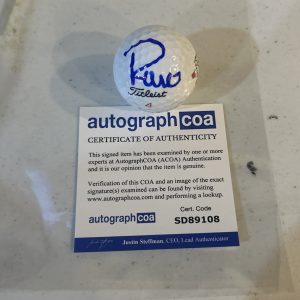 Titleist
4
autographcoa
CERTIFICATE OF AUTHENTICITY
This signed item has been examined by one or more
experts at AutographCOA (ACOA) Authentication
and it is our opinion that the item is genuine.
Verification of this COA and an image of the exact
signature(s) examined can be found by visiting
www.autographcoa.com and performing a lookup.
Cert. Code
autographcoa
SD89108
Justin Steffman, CEO, Lead Authenticator